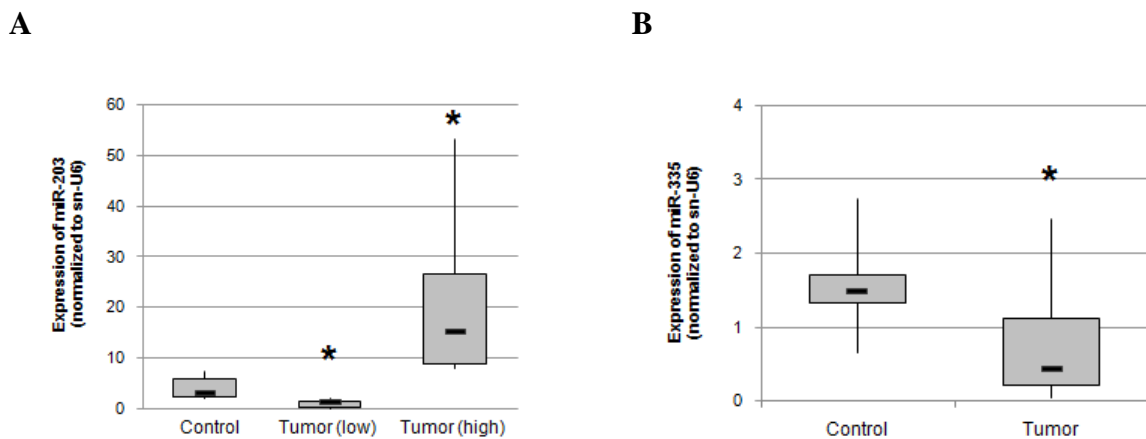 A
Expression of miR-203
(normalized to sn-U6)
60
50
40
30
20
10
0
*
*
Control
Tumor (low)
Tumor (high)
B
Expression of miR-335
(normalized to sn-U6)
4
3
2
1
0
*
Control
Tumor